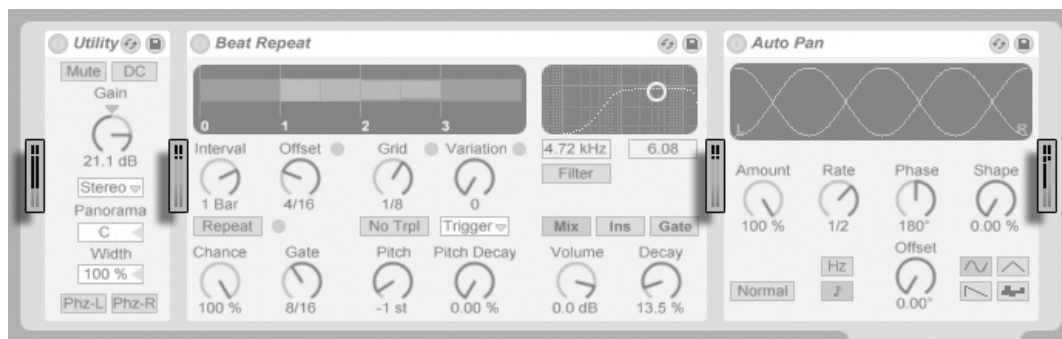 Utility
Mute DC
Gain
21.1 dB
Stereo
Panorama
C
Width
100 %
Phz-L Phz-R
Beat Repeat
0 1 2 3
Interval Offset Grid Variation
1 Bar 4/16 1/8 0
Repeat No Trpl Trigger
Chance Gate Pitch Pitch Decay
100 % 8/16 -1 st 0.00 %
4.72 kHz 6.08
Filter
Mix Ins Gate
Volume Decay
0.0 dB 13.5 %
Auto Pan
L R
Amount Rate Phase Shape
100 % 1/2 180° 0.00 %
Hz
Normal
Offset
0.00°